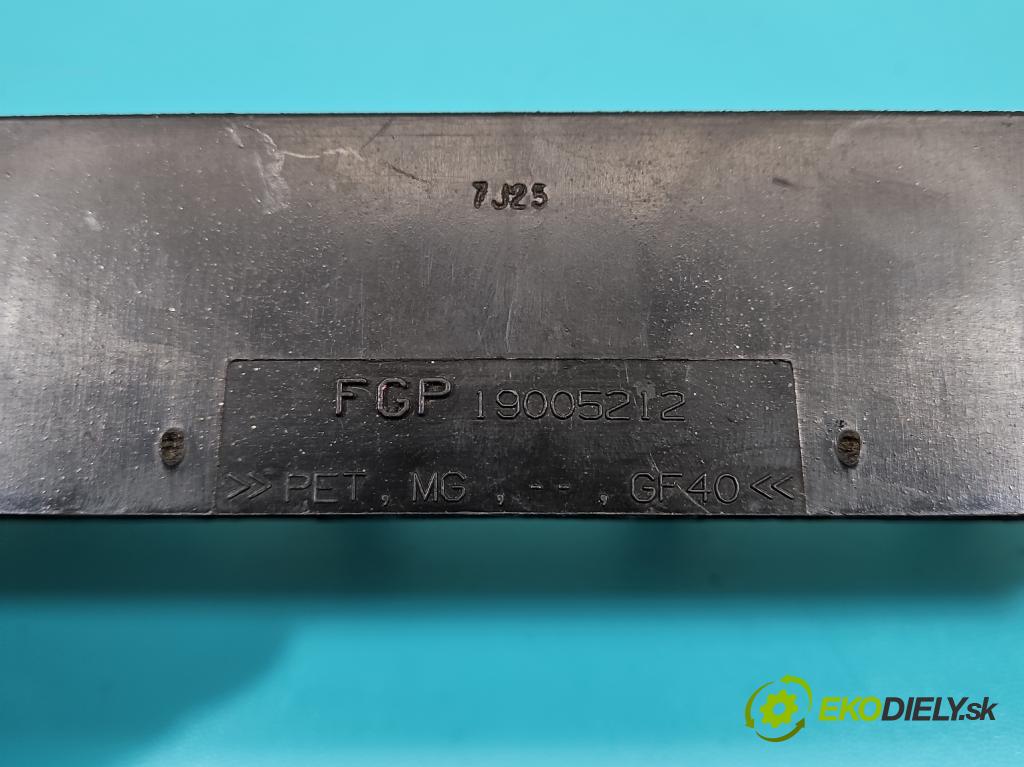 7J25
FGP 19005212
>>PET, MG, --, GF40<<
EKODIELY.sk